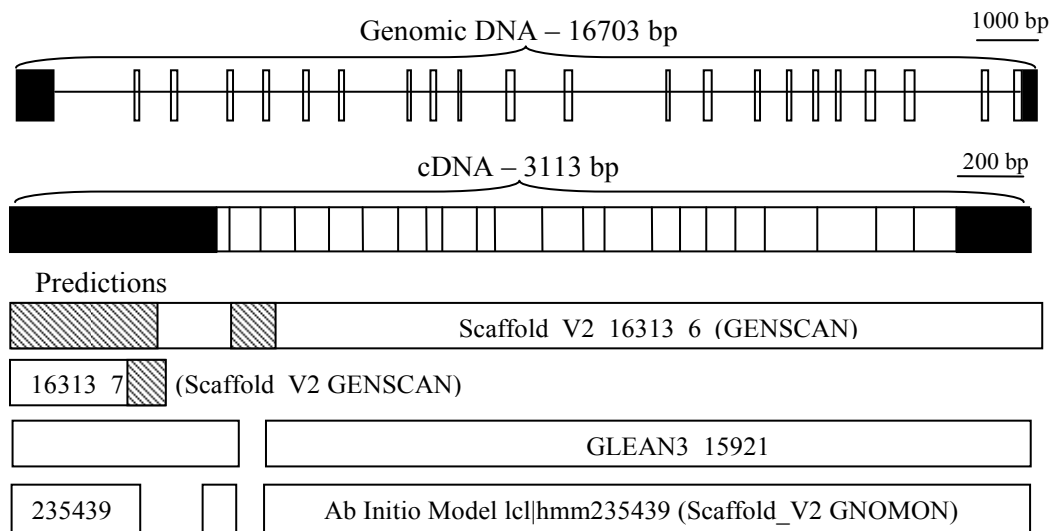 1000 bp
Genomic DNA – 16703 bp
200 bp
cDNA – 3113 bp
Predictions
Scaffold V2 16313 6 (GENSCAN)
16313 7 (Scaffold V2 GENSCAN)
GLEAN3 15921
235439 Ab Initio Model lcl|hmm235439 (Scaffold_V2 GNOMON)